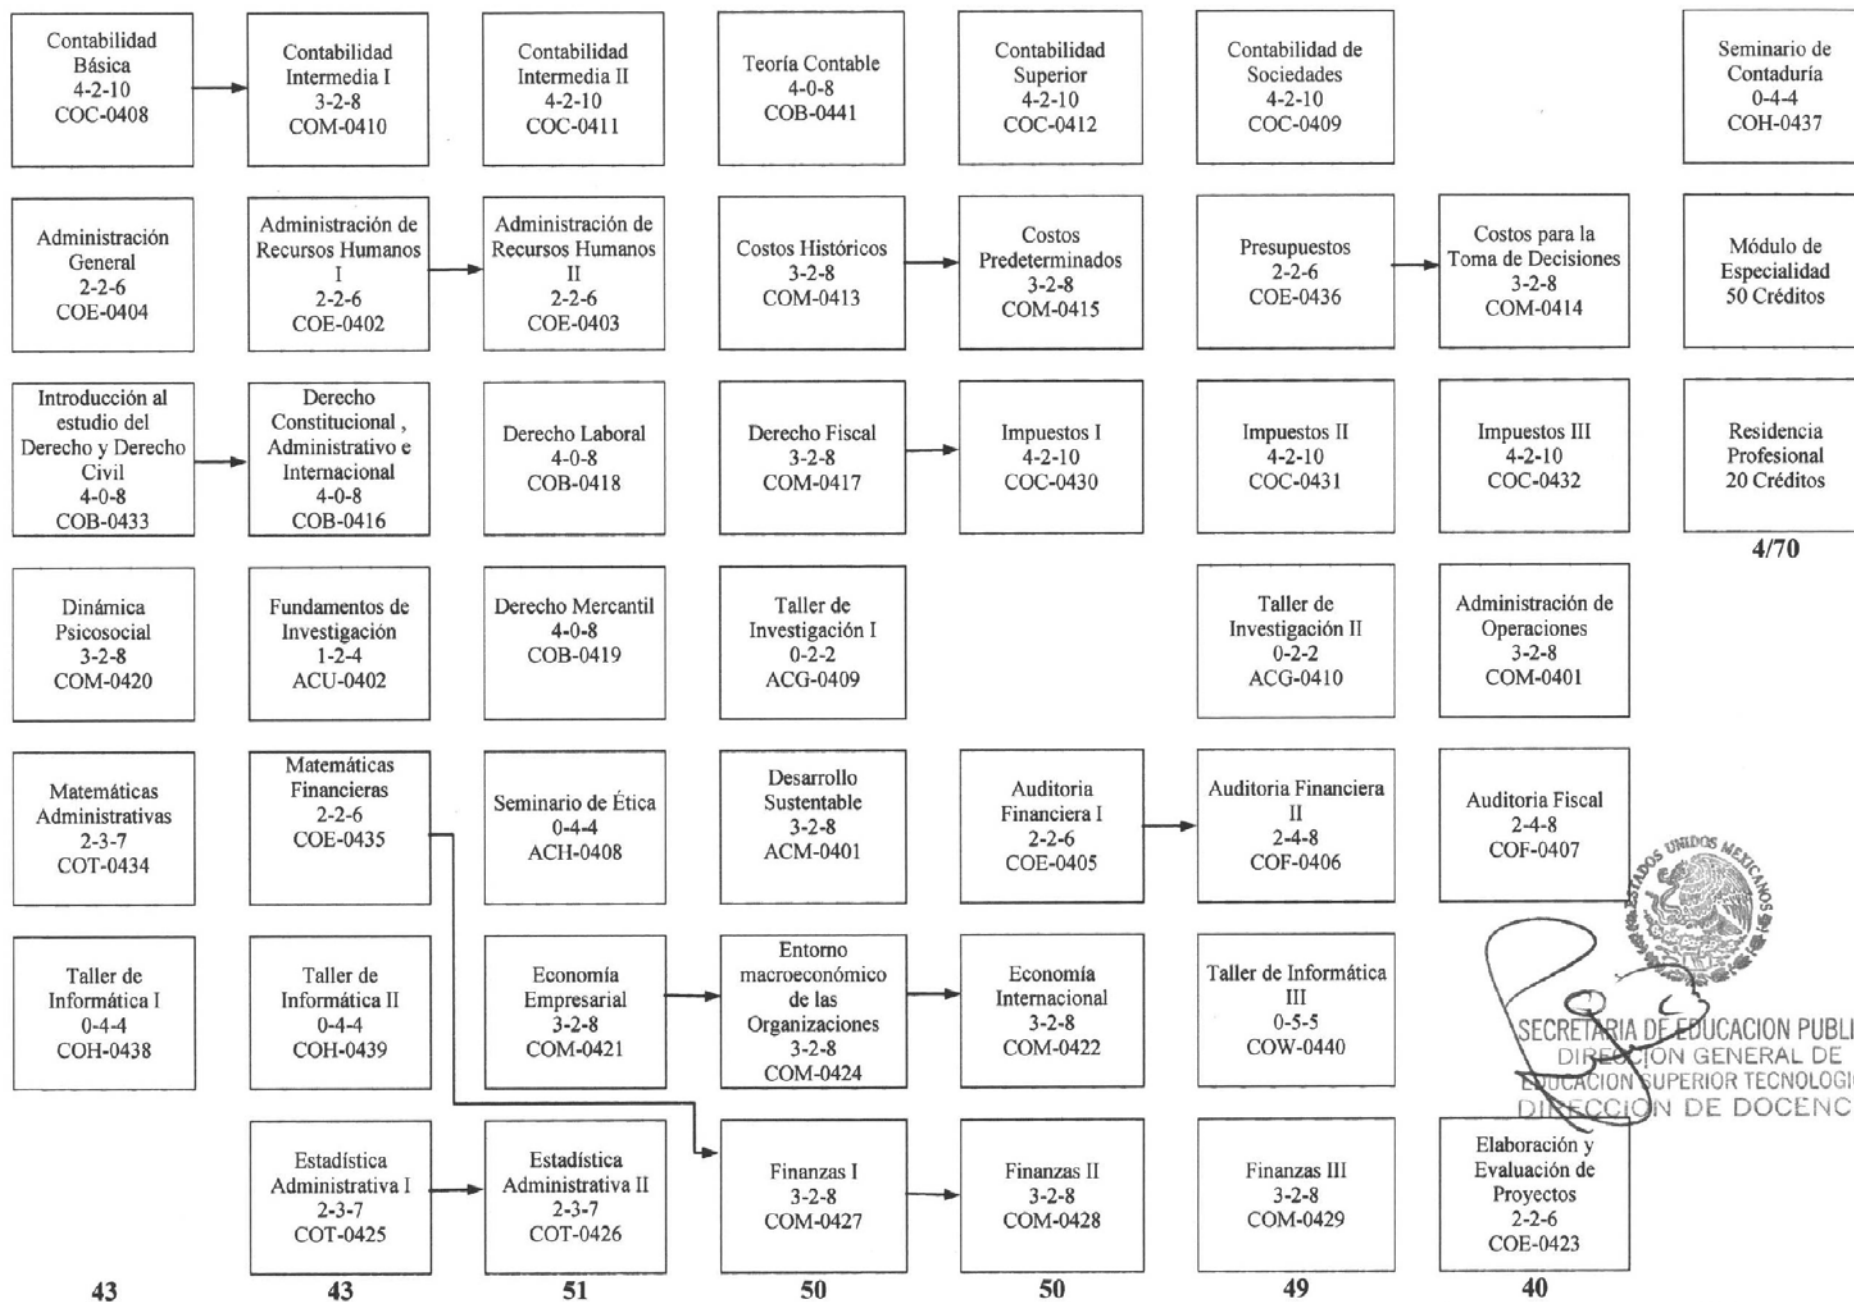 Contabilidad
Básica
4-2-10
COC-0408
Contabilidad
Intermedia I
3-2-8
COM-0410
Contabilidad
Intermedia II
4-2-10
COC-0411
Teoría Contable
4-0-8
COB-0441
Contabilidad
Superior
4-2-10
COC-0412
Contabilidad de
Sociedades
4-2-10
COC-0409
Seminario de
Contaduría
0-4-4
COH-0437
Administración
General
2-2-6
COE-0404
Administración de
Recursos Humanos
I
2-2-6
COE-0402
Administración de
Recursos Humanos
II
2-2-6
COE-0403
Costos Históricos
3-2-8
COM-0413
Costos
Predeterminados
3-2-8
COM-0415
Presupuestos
2-2-6
COE-0436
Costos para la
Toma de Decisiones
3-2-8
COM-0414
Módulo de
Especialidad
50 Créditos
Introducción al
estudio del
Derecho y Derecho
Civil
4-0-8
COB-0433
Derecho
Constitucional ,
Administrativo e
Internacional
4-0-8
COB-0416
Derecho Laboral
4-0-8
COB-0418
Derecho Fiscal
3-2-8
COM-0417
Impuestos I
4-2-10
COC-0430
Impuestos II
4-2-10
COC-0431
Impuestos III
4-2-10
COC-0432
Residencia
Profesional
20 Créditos
4/70
Dinámica
Psicosocial
3-2-8
COM-0420
Fundamentos de
Investigación
1-2-4
ACU-0402
Derecho Mercantil
4-0-8
COB-0419
Taller de
Investigación I
0-2-2
ACG-0409
Taller de
Investigación II
0-2-2
ACG-0410
Administración de
Operaciones
3-2-8
COM-0401
Matemáticas
Administrativas
2-3-7
COT-0434
Matemáticas
Financieras
2-2-6
COE-0435
Seminario de Ética
0-4-4
ACH-0408
Desarrollo
Sustentable
3-2-8
ACM-0401
Auditoria
Financiera I
2-2-6
COE-0405
Auditoria Financiera
II
2-4-8
COF-0406
Auditoria Fiscal
2-4-8
COF-0407
ESTADOS UNIDOS MEXICANOS
Taller de
Informática I
0-4-4
COH-0438
Taller de
Informática II
0-4-4
COH-0439
Economía
Empresarial
3-2-8
COM-0421
Entorno
macroeconómico
de las
Organizaciones
3-2-8
COM-0424
Economía
Internacional
3-2-8
COM-0422
Taller de Informática
III
0-5-5
COW-0440
SECRETARIA DE EDUCACION PUBLI
DIRECCION GENERAL DE
EDUCACION SUPERIOR TECNOLOGI
DIRECCION DE DOCENC
Estadística
Administrativa I
2-3-7
COT-0425
Estadística
Administrativa II
2-3-7
COT-0426
Finanzas I
3-2-8
COM-0427
Finanzas II
3-2-8
COM-0428
Finanzas III
3-2-8
COM-0429
Elaboración y
Evaluación de
Proyectos
2-2-6
COE-0423
43
43
51
50
50
49
40